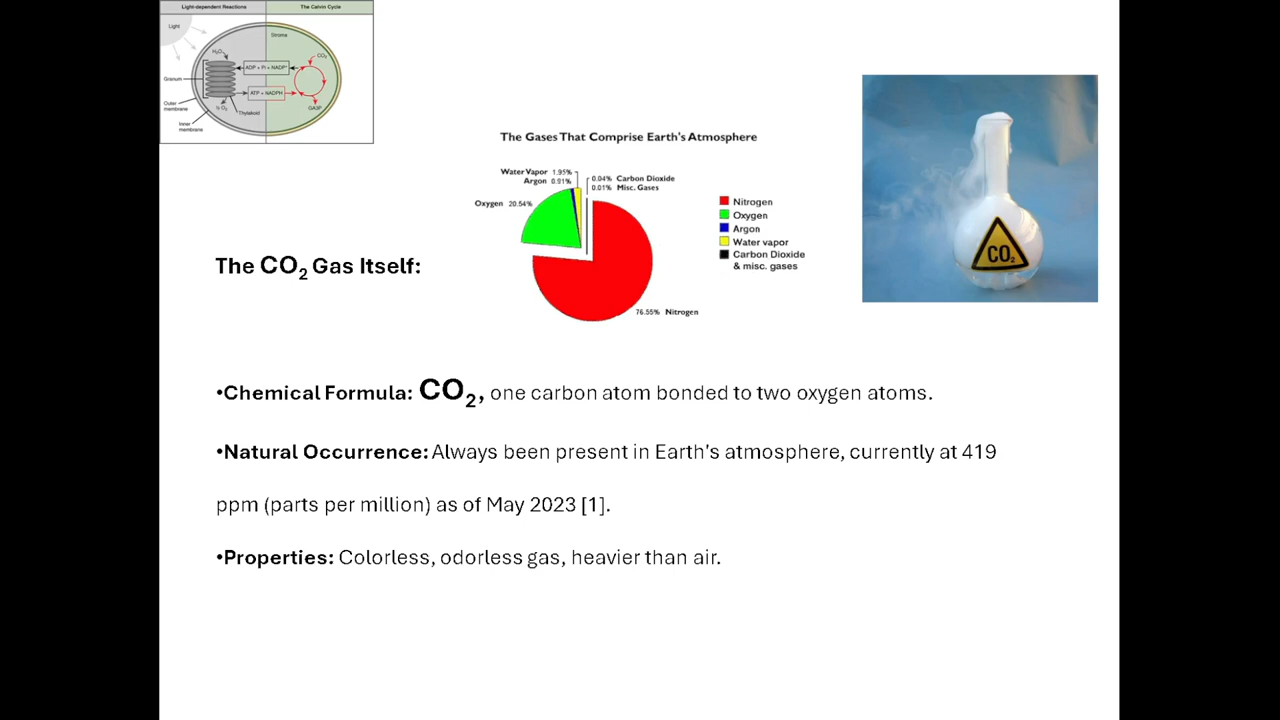 Light-dependent Reactions
The Calvin Cycle
Light
Stroma
H₂O
CO₂
ADP + Pi + NADP⁺
Granum
ATP + NADPH
Outer
membrane
½ O₂
GA3P
Thylakoid
Inner
membrane
The Gases That Comprise Earth's Atmosphere
Water Vapor 1.95%
Argon 0.91%
0.04% Carbon Dioxide
0.01% Misc. Gases
Oxygen 20.54%
76.55% Nitrogen
Nitrogen
Oxygen
Argon
Water vapor
Carbon Dioxide
& misc. gases
CO₂
The CO₂ Gas Itself:
•Chemical Formula: CO₂, one carbon atom bonded to two oxygen atoms.
•Natural Occurrence: Always been present in Earth's atmosphere, currently at 419
ppm (parts per million) as of May 2023 [1].
•Properties: Colorless, odorless gas, heavier than air.